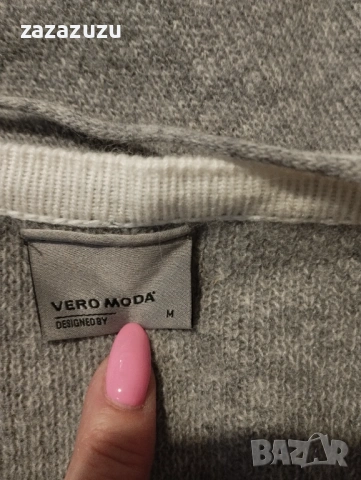 zazazuzu
VERO MODA
DESIGNED BY
M
BAZAR